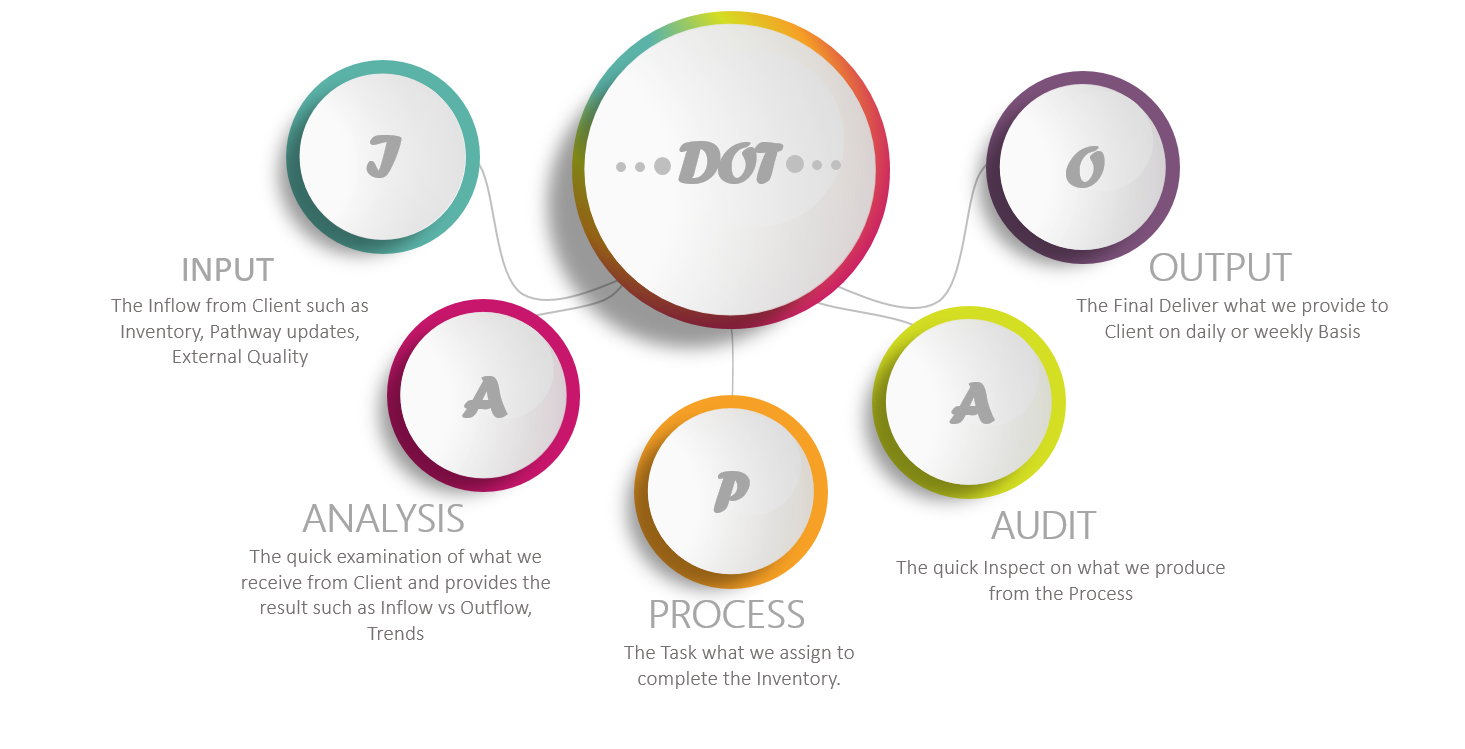 I
DOT
O
INPUT
The Inflow from Client such as
Inventory, Pathway updates,
External Quality
OUTPUT
The Final Deliver what we provide to
Client on daily or weekly Basis
A
ANALYSIS
The quick examination of what we
receive from Client and provides the
result such as Inflow vs Outflow,
Trends
P
PROCESS
The Task what we assign to
complete the Inventory.
A
AUDIT
The quick Inspect on what we produce
from the Process